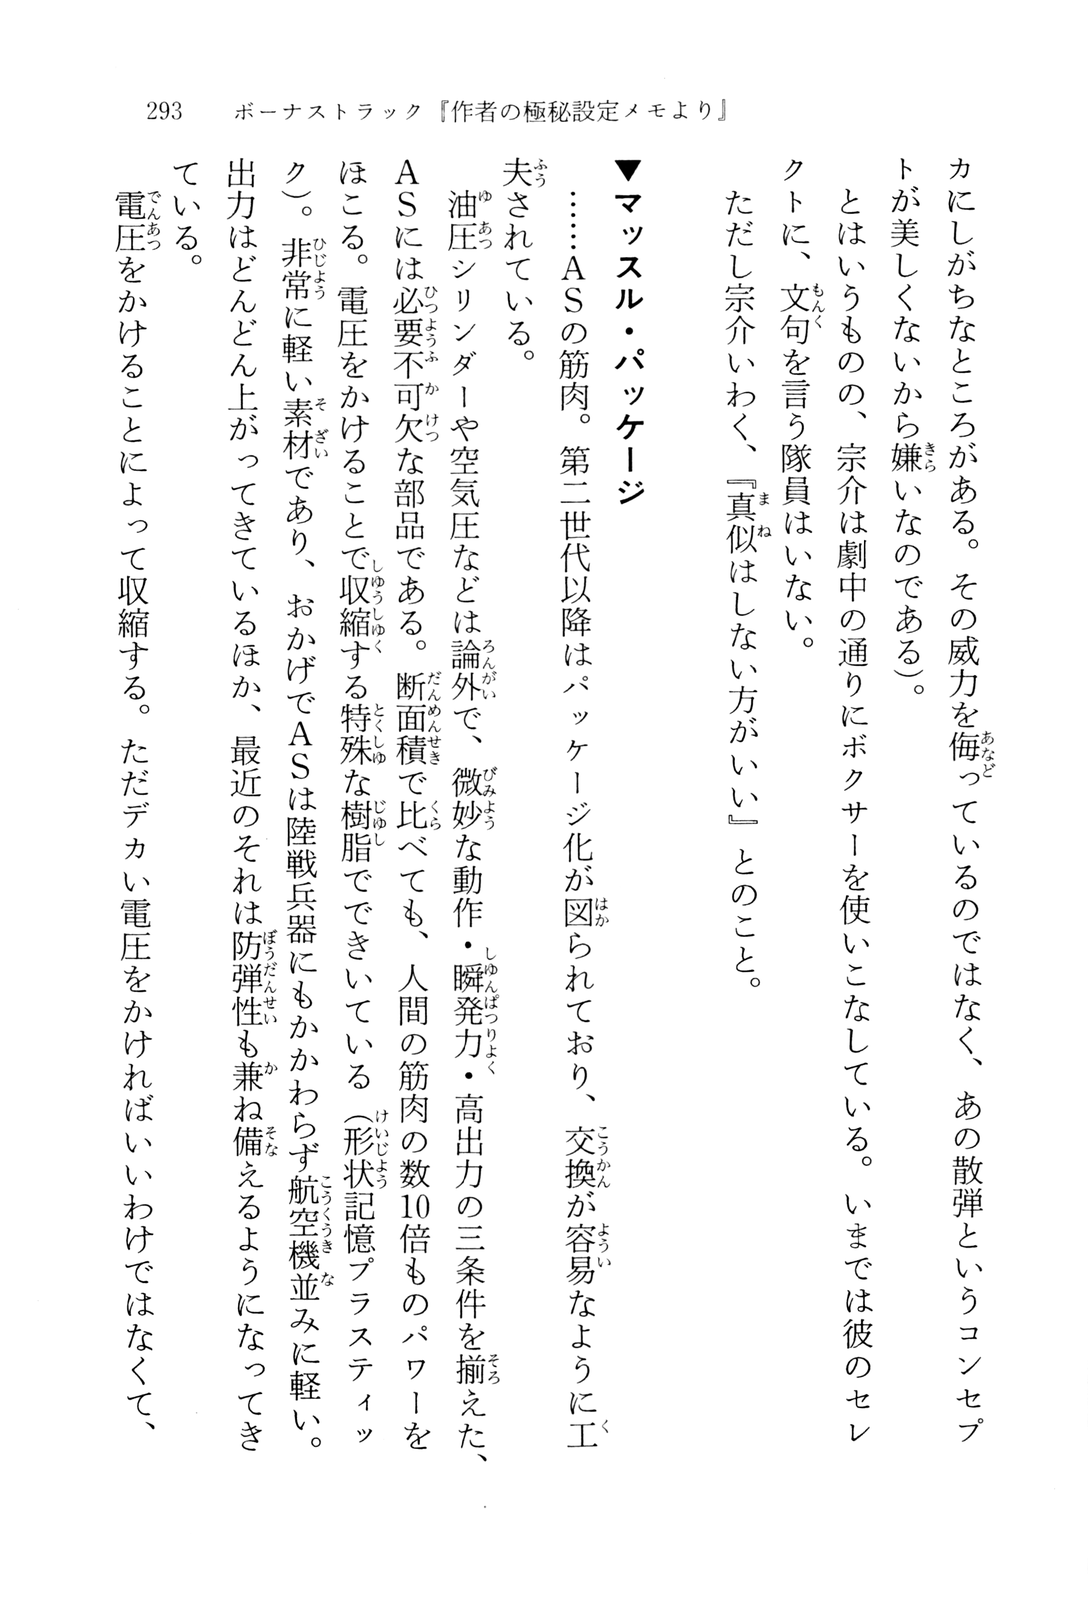 293　ボーナストラック『作者の極秘設定メモより』
カにしがちなところがある。その威力を侮っているのではなく、あの散弾というコンセプ
トが美しくないから嫌いなのである）。
とはいうものの、宗介は劇中の通りにボクサーを使いこなしている。いまでは彼のセレ
クトに、文句を言う隊員はいない。
ただし宗介いわく、『真似はしない方がいい』とのこと。
▼マッスル・パッケージ
……ＡＳの筋肉。第二世代以降はパッケージ化が図られており、交換が容易なように工
夫されている。
油圧シリンダーや空気圧などは論外で、微妙な動作・瞬発力・高出力の三条件を揃えた、
ＡＳには必要不可欠な部品である。断面積で比べても、人間の筋肉の数10倍ものパワーを
ほこる。電圧をかけることで収縮する特殊な樹脂でできいている（形状記憶プラスティッ
ク）。非常に軽い素材であり、おかげでＡＳは陸戦兵器にもかかわらず航空機並みに軽い。
出力はどんどん上がってきているほか、最近のそれは防弾性も兼ね備えるようになってき
ている。
電圧をかけることによって収縮する。ただデカい電圧をかければいいわけではなくて、